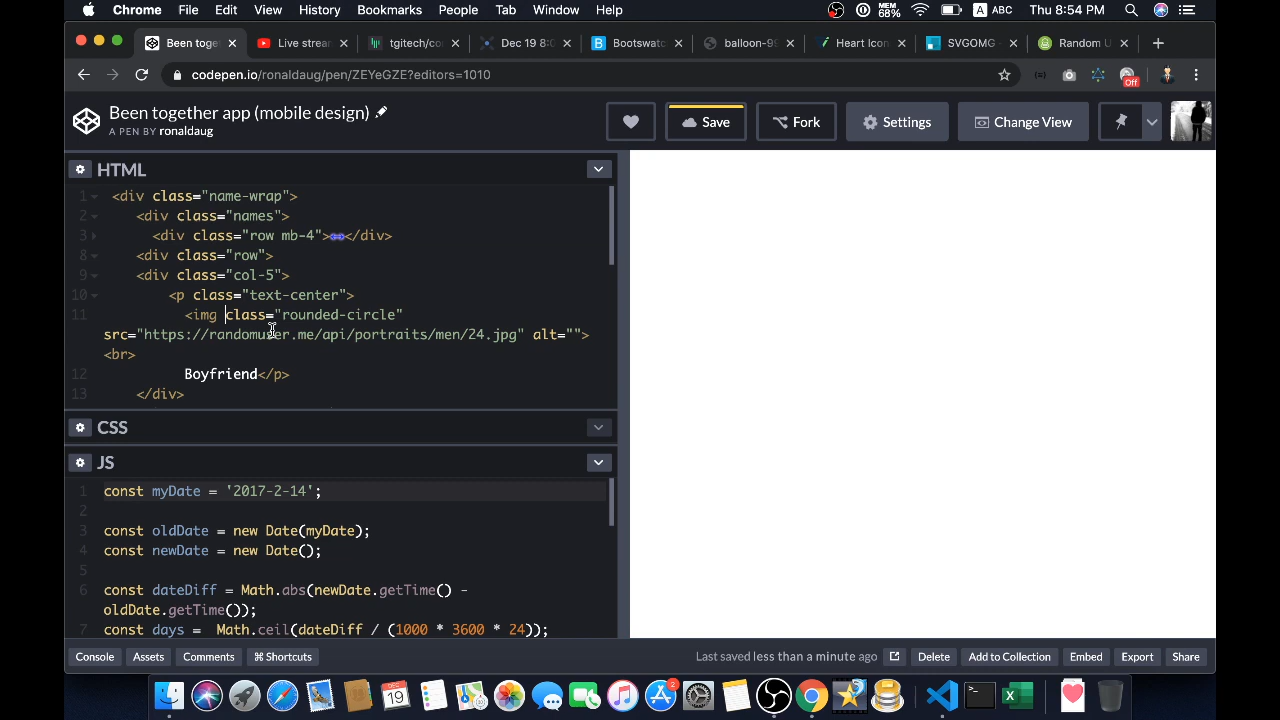 Chrome File Edit View History Bookmarks People Tab Window Help MEM 68% A ABC Thu 8:54 PM
Been toge Live strea tgitech/co Dec 19 8:0 Bootswatc balloon-99 Heart Icon SVGOMG - Random U
codepen.io/ronaldaug/pen/ZEYeGZE?editors=1010 Off
Been together app (mobile design)
A PEN BY ronaldaug
Save Fork Settings Change View
HTML
1 <div class="name-wrap">
2 <div class="names">
3 <div class="row mb-4"></div>
8 <div class="row">
9 <div class="col-5">
10 <p class="text-center">
11 <img class="rounded-circle"
src="https://randomuser.me/api/portraits/men/24.jpg" alt="">
<br>
12 Boyfriend</p>
13 </div>
CSS
JS
1 const myDate = '2017-2-14';
2
3 const oldDate = new Date(myDate);
4 const newDate = new Date();
5
6 const dateDiff = Math.abs(newDate.getTime() -
oldDate.getTime());
7 const days = Math.ceil(dateDiff / (1000 * 3600 * 24));
Console Assets Comments ⌘ Shortcuts Last saved less than a minute ago Delete Add to Collection Embed Export Share
DEC 19 2